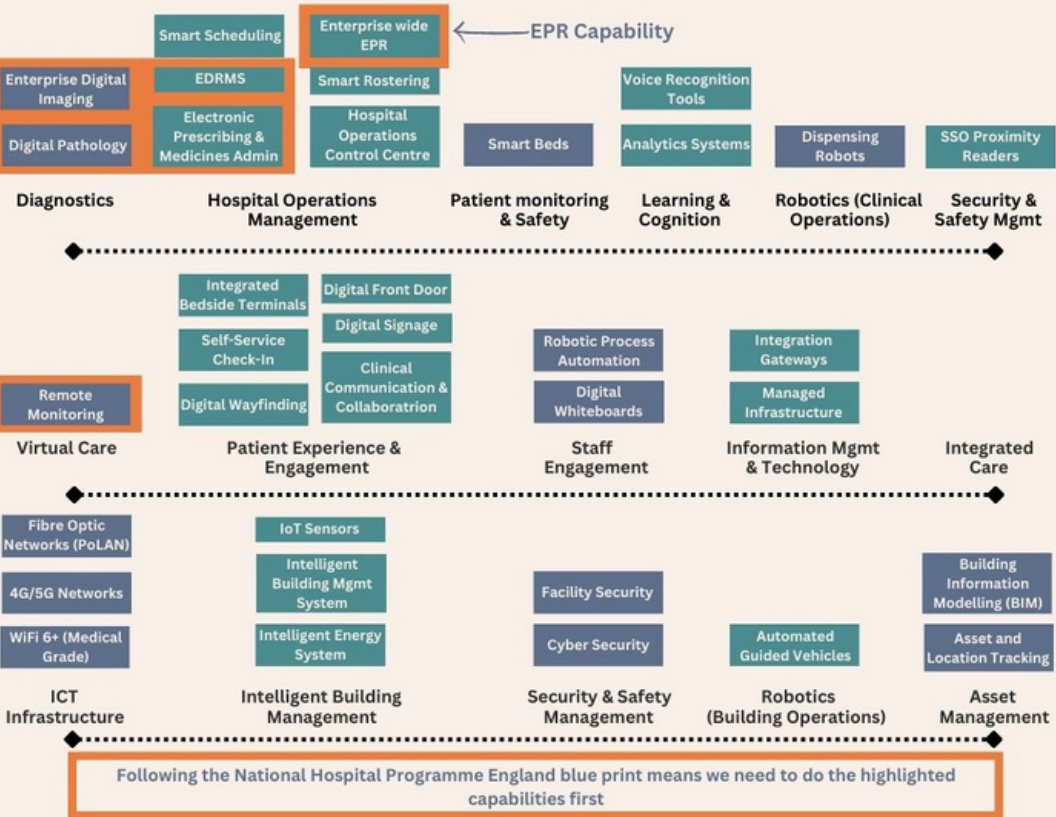 Smart Scheduling
Enterprise wide
EPR
EPR Capability
Enterprise Digital
Imaging
EDRMS
Smart Rostering
Voice Recognition
Tools
Digital Pathology
Electronic
Prescribing &
Medicines Admin
Hospital
Operations
Control Centre
Smart Beds
Analytics Systems
Dispensing
Robots
SSO Proximity
Readers
Diagnostics
Hospital Operations
Management
Patient monitoring
& Safety
Learning &
Cognition
Robotics (Clinical
Operations)
Security &
Safety Mgmt
Integrated
Bedside Terminals
Digital Front Door
Digital Signage
Self-Service
Check-In
Clinical
Communication &
Collaboratrion
Robotic Process
Automation
Integration
Gateways
Remote
Monitoring
Digital Wayfinding
Digital
Whiteboards
Managed
Infrastructure
Virtual Care
Patient Experience &
Engagement
Staff
Engagement
Information Mgmt
& Technology
Integrated
Care
Fibre Optic
Networks (PoLAN)
IoT Sensors
4G/5G Networks
Intelligent
Building Mgmt
System
Facility Security
Building
Information
Modelling (BIM)
WiFi 6+ (Medical
Grade)
Intelligent Energy
System
Cyber Security
Automated
Guided Vehicles
Asset and
Location Tracking
ICT
Infrastructure
Intelligent Building
Management
Security & Safety
Management
Robotics
(Building Operations)
Asset
Management
Following the National Hospital Programme England blue print means we need to do the highlighted
capabilities first